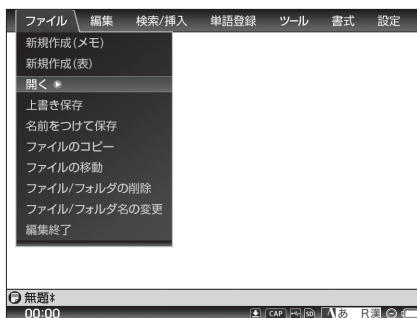 ファイル 編集 検索/挿入 単語登録 ツール 書式 設定
新規作成(メモ)
新規作成(表)
開く
上書き保存
名前をつけて保存
ファイルのコピー
ファイルの移動
ファイル/フォルダの削除
ファイル/フォルダ名の変更
編集終了
無題*
00:00 CAP SD あ R漢